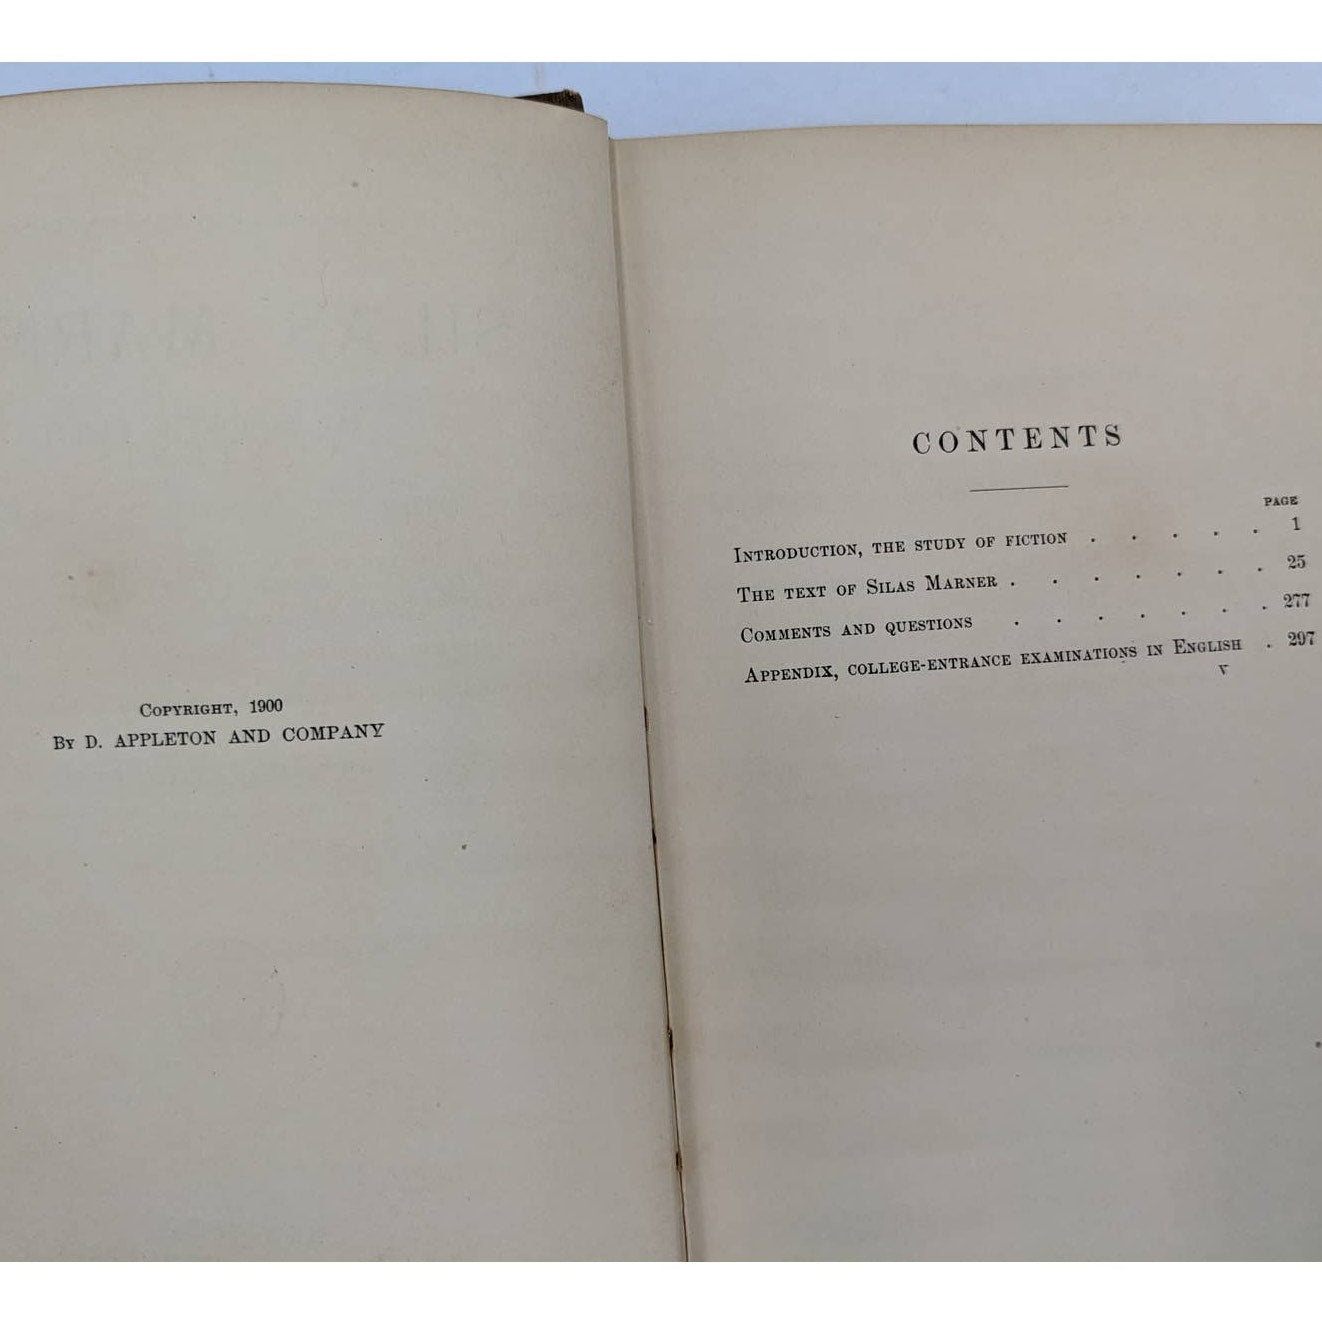 COPYRIGHT, 1900
BY D. APPLETON AND COMPANY
CONTENTS
PAGE
INTRODUCTION, THE STUDY OF FICTION . . . . . 1
THE TEXT OF SILAS MARNER . . . . . . . 25
COMMENTS AND QUESTIONS . . . . . . . 277
APPENDIX, COLLEGE-ENTRANCE EXAMINATIONS IN ENGLISH . 297
v